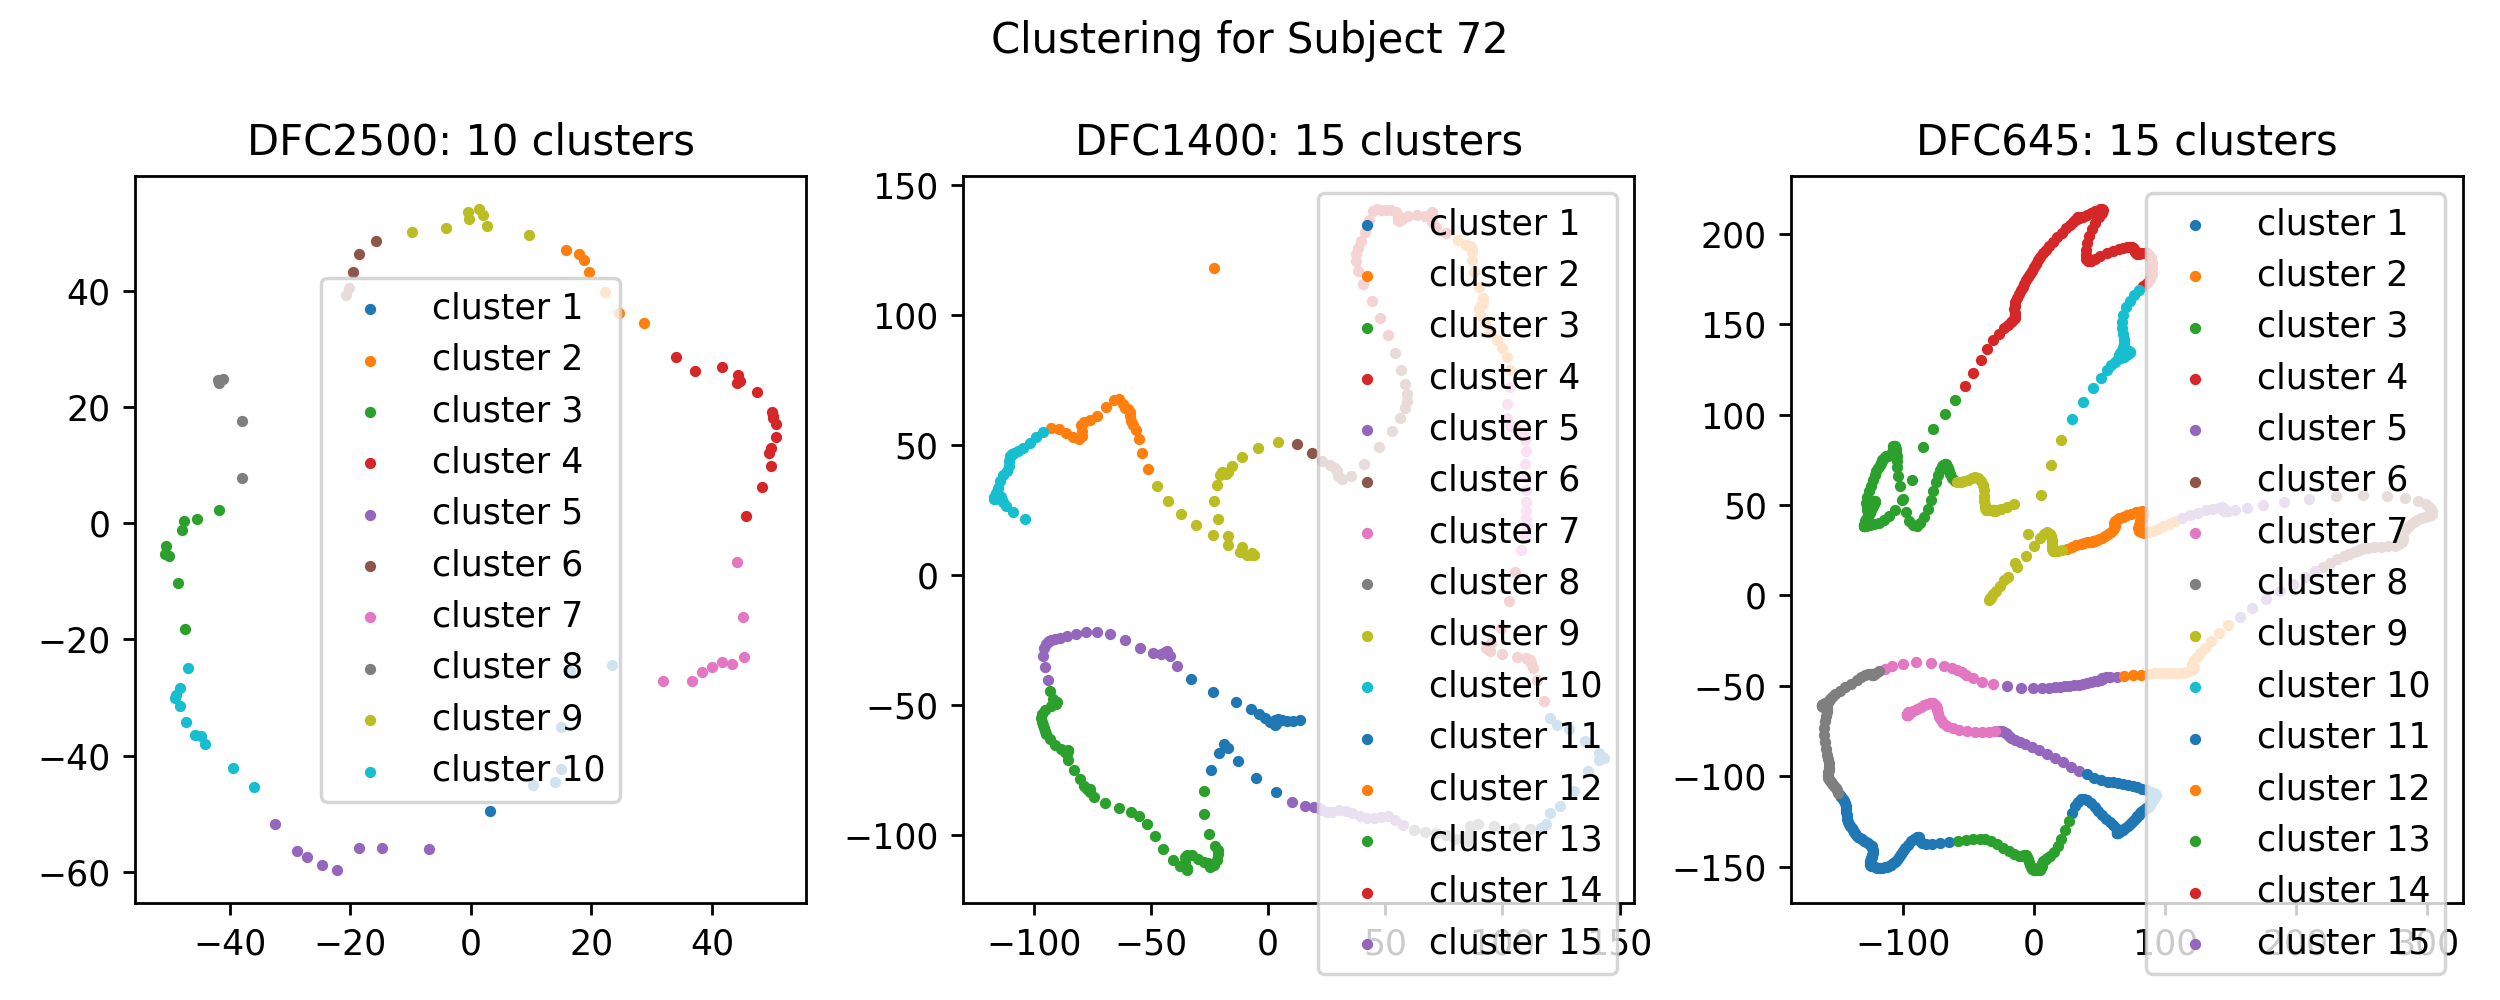 Clustering for Subject 72
DFC2500: 10 clusters
40
20
0
−20
−40
−60
−40
−20
0
20
40
cluster 1
cluster 2
cluster 3
cluster 4
cluster 5
cluster 6
cluster 7
cluster 8
cluster 9
cluster 10
DFC1400: 15 clusters
150
100
50
0
−50
−100
−100
−50
0
50
100
150
cluster 1
cluster 2
cluster 3
cluster 4
cluster 5
cluster 6
cluster 7
cluster 8
cluster 9
cluster 10
cluster 11
cluster 12
cluster 13
cluster 14
cluster 15
DFC645: 15 clusters
200
150
100
50
0
−50
−100
−150
−100
0
100
200
300
cluster 1
cluster 2
cluster 3
cluster 4
cluster 5
cluster 6
cluster 7
cluster 8
cluster 9
cluster 10
cluster 11
cluster 12
cluster 13
cluster 14
cluster 15